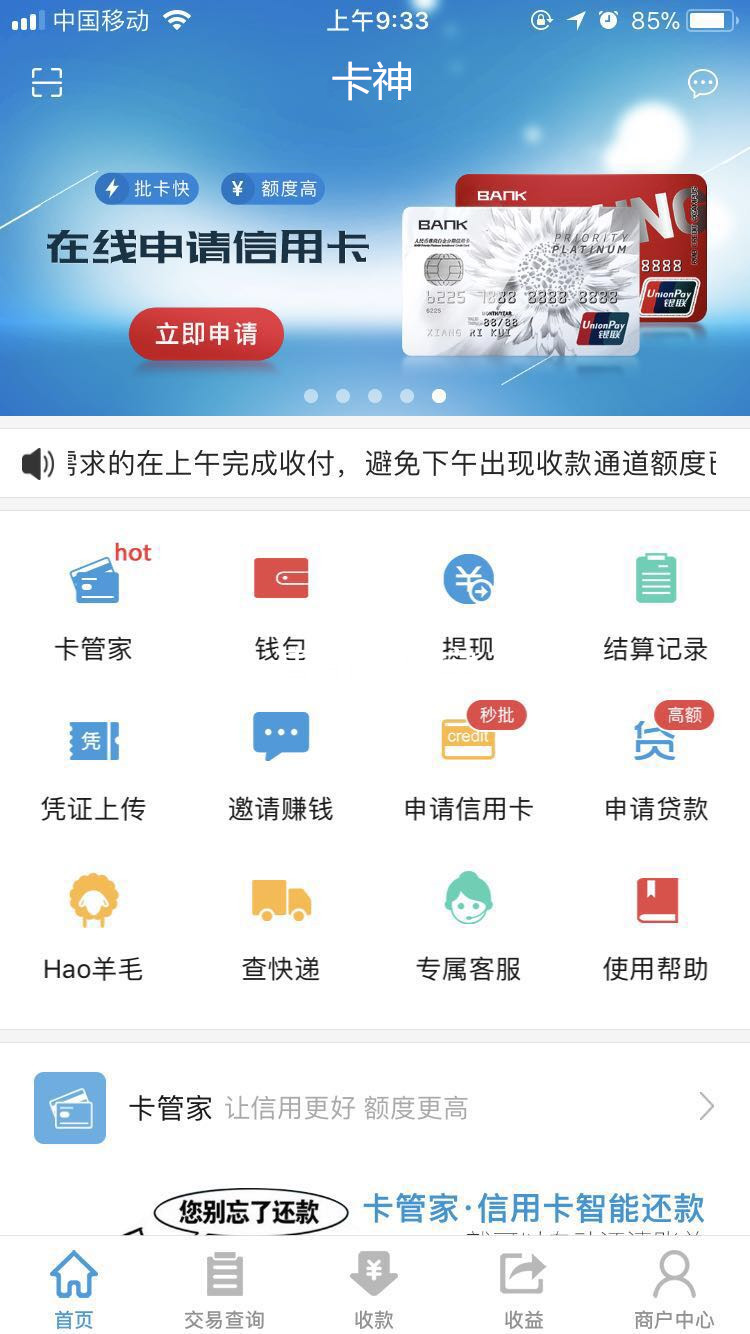 中国移动
上午9:33
85%
卡神
批卡快
¥ 额度高
在线申请信用卡
立即申请
BANK
BANK
PRIORITY
PLATINUM
8888
6225 7888 8888 8888
6225
MONTH/YEAR
88/88
XIANG RI KUI
UnionPay
银联
UnionPay
银联
需求的在上午完成收付，避免下午出现收款通道额度已
hot
卡管家
钱包
提现
结算记录
凭
秒批
credit
高额
贷
凭证上传
邀请赚钱
申请信用卡
申请贷款
Hao羊毛
查快递
专属客服
使用帮助
卡管家 让信用更好 额度更高
您别忘了还款
卡管家·信用卡智能还款
首页
交易查询
收款
收益
商户中心